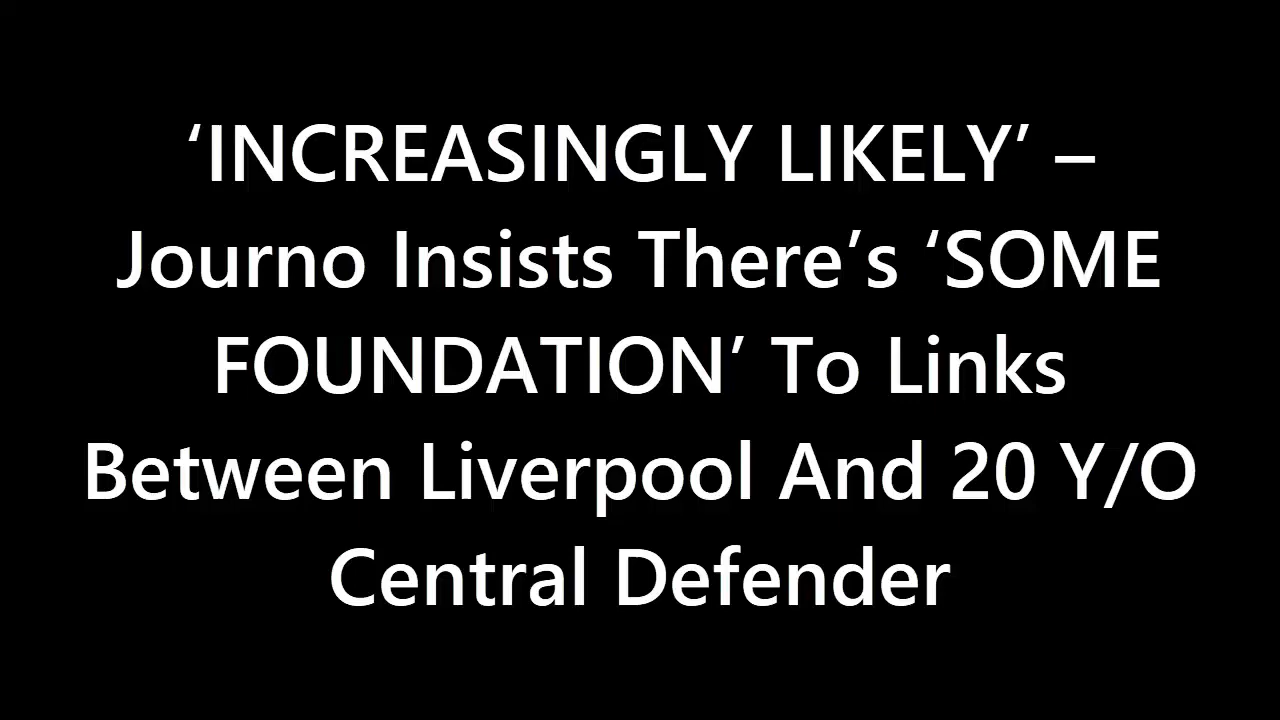 ‘INCREASINGLY LIKELY’ –
Journo Insists There’s ‘SOME
FOUNDATION’ To Links
Between Liverpool And 20 Y/O
Central Defender